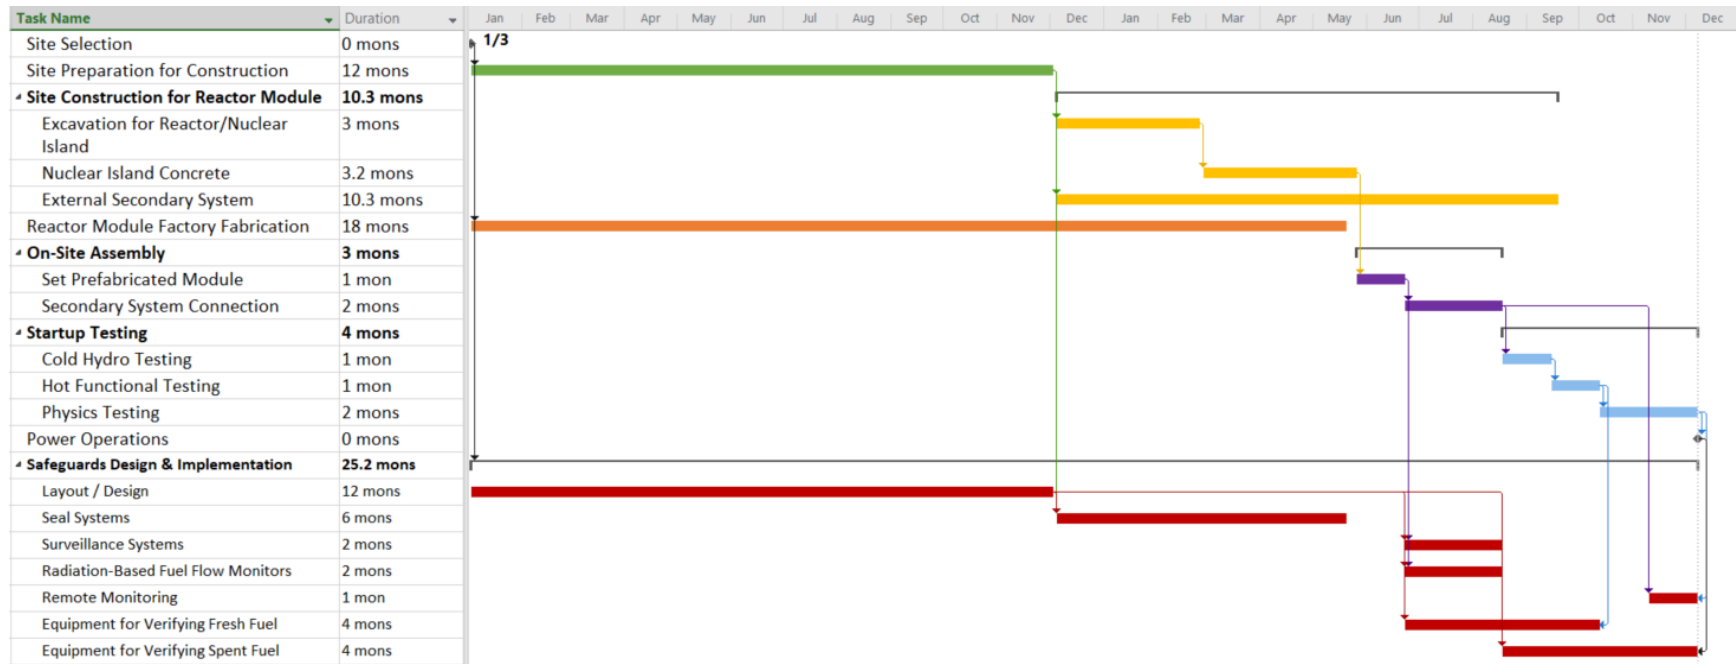 Task Name Duration Jan Feb Mar Apr May Jun Jul Aug Sep Oct Nov Dec Jan Feb Mar Apr May Jun Jul Aug Sep Oct Nov Dec
Site Selection 0 mons 1/3
Site Preparation for Construction 12 mons
Site Construction for Reactor Module 10.3 mons
Excavation for Reactor/Nuclear 3 mons
Island
Nuclear Island Concrete 3.2 mons
External Secondary System 10.3 mons
Reactor Module Factory Fabrication 18 mons
On-Site Assembly 3 mons
Set Prefabricated Module 1 mon
Secondary System Connection 2 mons
Startup Testing 4 mons
Cold Hydro Testing 1 mon
Hot Functional Testing 1 mon
Physics Testing 2 mons
Power Operations 0 mons
Safeguards Design & Implementation 25.2 mons
Layout / Design 12 mons
Seal Systems 6 mons
Surveillance Systems 2 mons
Radiation-Based Fuel Flow Monitors 2 mons
Remote Monitoring 1 mon
Equipment for Verifying Fresh Fuel 4 mons
Equipment for Verifying Spent Fuel 4 mons